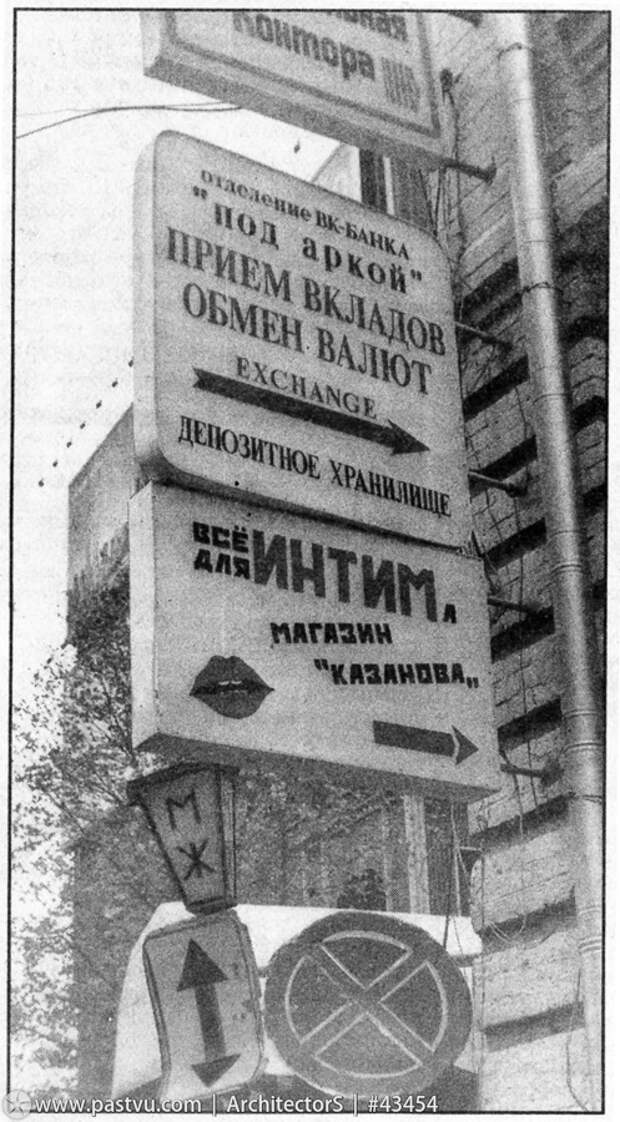 контора
отделение ВК-БАНКА
"ПОД аркой"
ПРИЕМ ВКЛАДОВ
ОБМЕН ВАЛЮТ
EXCHANGE
ДЕПОЗИТНОЕ ХРАНИЛИЩЕ
ВСЁ
ДЛЯ ИНТИМа
МАГАЗИН
"КАЗАНОВА"
М
Ж
www.pastvu.com | ArchitectorS | #43454